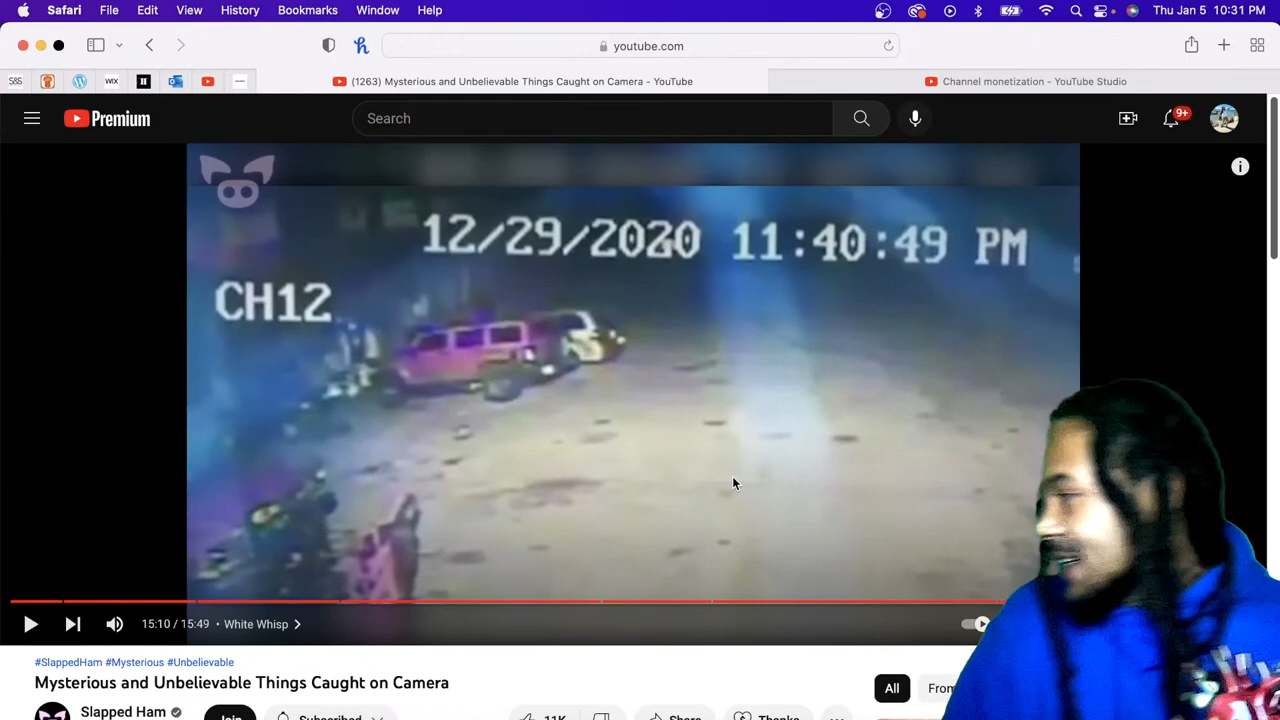 Safari File Edit View History Bookmarks Window Help Thu Jan 5 10:31 PM
youtube.com
S&S WIX (1263) Mysterious and Unbelievable Things Caught on Camera - YouTube Channel monetization - YouTube Studio
Premium Search 9+
12/29/2020 11:40:49 PM
CH12
15:10 / 15:49 • White Whisp
#SlappedHam #Mysterious #Unbelievable
Mysterious and Unbelievable Things Caught on Camera
All From
Slapped Ham Join Subscribed 11K Share Thanks